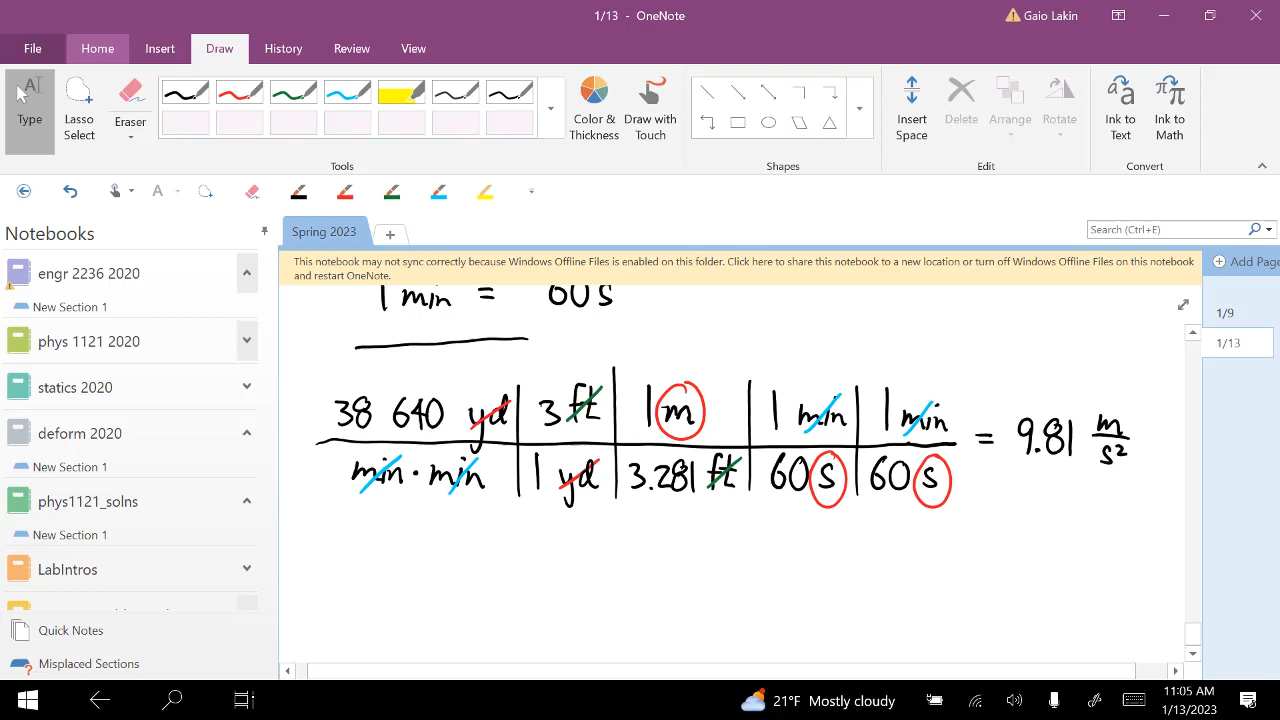 1/13 - OneNote
Gaio Lakin
File Home Insert Draw History Review View
Type
Lasso Select
Eraser
Color & Thickness
Draw with Touch
Insert Space
Delete
Arrange
Rotate
Ink to Text
Ink to Math
Tools
Shapes
Edit
Convert
A
Notebooks
Spring 2023
Search (Ctrl+E)
This notebook may not sync correctly because Windows Offline Files is enabled on this folder. Click here to share this notebook to a new location or turn off Windows Offline Files on this notebook
and restart OneNote.
Add Page
1/9
1/13
engr 2236 2020
New Section 1
phys 1121 2020
statics 2020
deform 2020
New Section 1
phys1121_solns
New Section 1
LabIntros
Quick Notes
Misplaced Sections
1 min = 60 s
38 640 yd | 3 ft | 1 m | 1 min | 1 min
min · min | 1 yd | 3.281 ft | 60 s | 60 s
= 9.81 m/s²
21°F Mostly cloudy
11:05 AM
1/13/2023